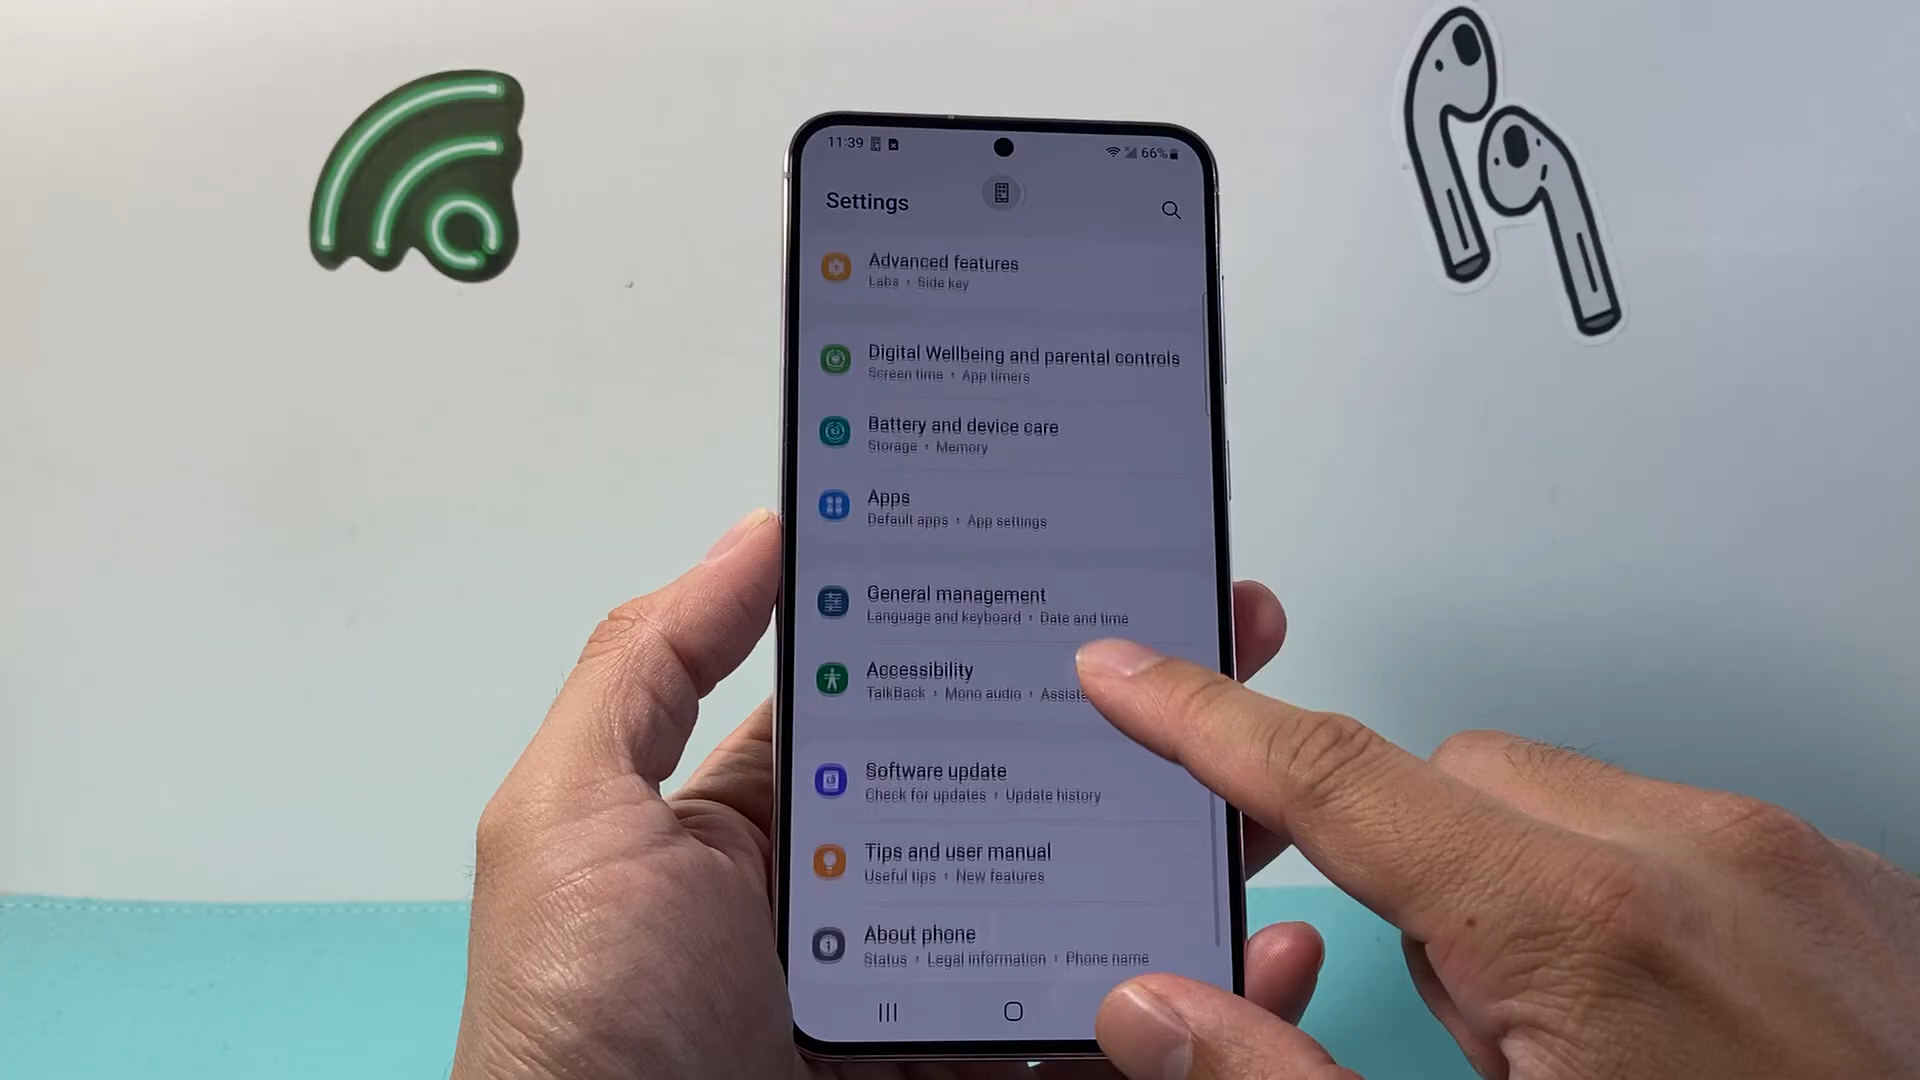 11:39
66%
Settings
Advanced features
Labs • Side key
Digital Wellbeing and parental controls
Screen time • App timers
Battery and device care
Storage • Memory
Apps
Default apps • App settings
General management
Language and keyboard • Date and time
Accessibility
TalkBack • Mono audio • Assista
Software update
Check for updates • Update history
Tips and user manual
Useful tips • New features
About phone
Status • Legal information • Phone name